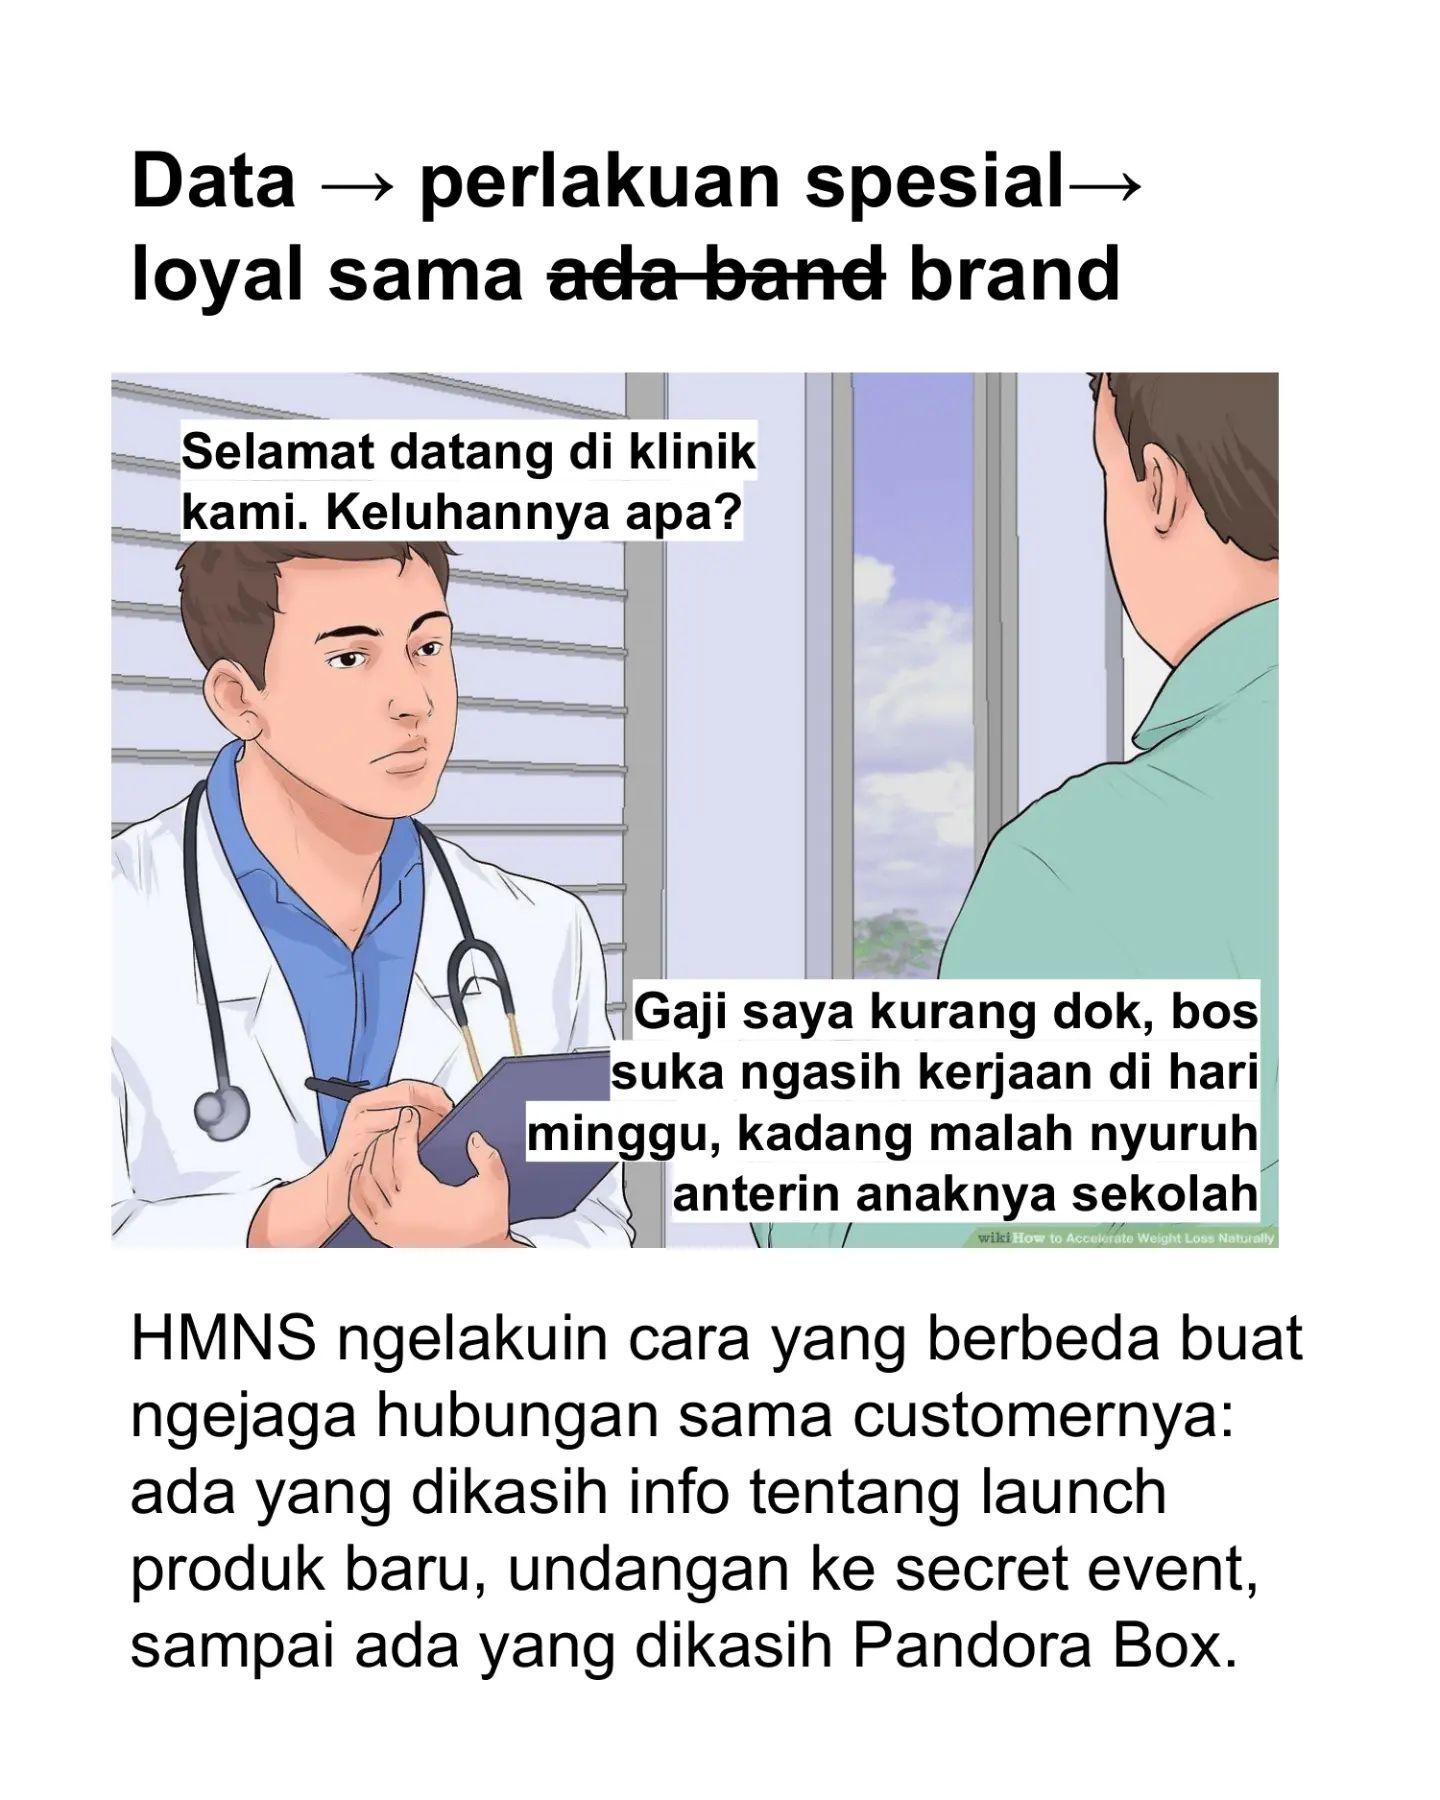 Data → perlakuan spesial→
loyal sama ada band brand
Selamat datang di klinik
kami. Keluhannya apa?
Gaji saya kurang dok, bos
suka ngasih kerjaan di hari
minggu, kadang malah nyuruh
anterin anaknya sekolah
wikiHow to Accelerate Weight Loss Naturally
HMNS ngelakuin cara yang berbeda buat
ngejaga hubungan sama customernya:
ada yang dikasih info tentang launch
produk baru, undangan ke secret event,
sampai ada yang dikasih Pandora Box.